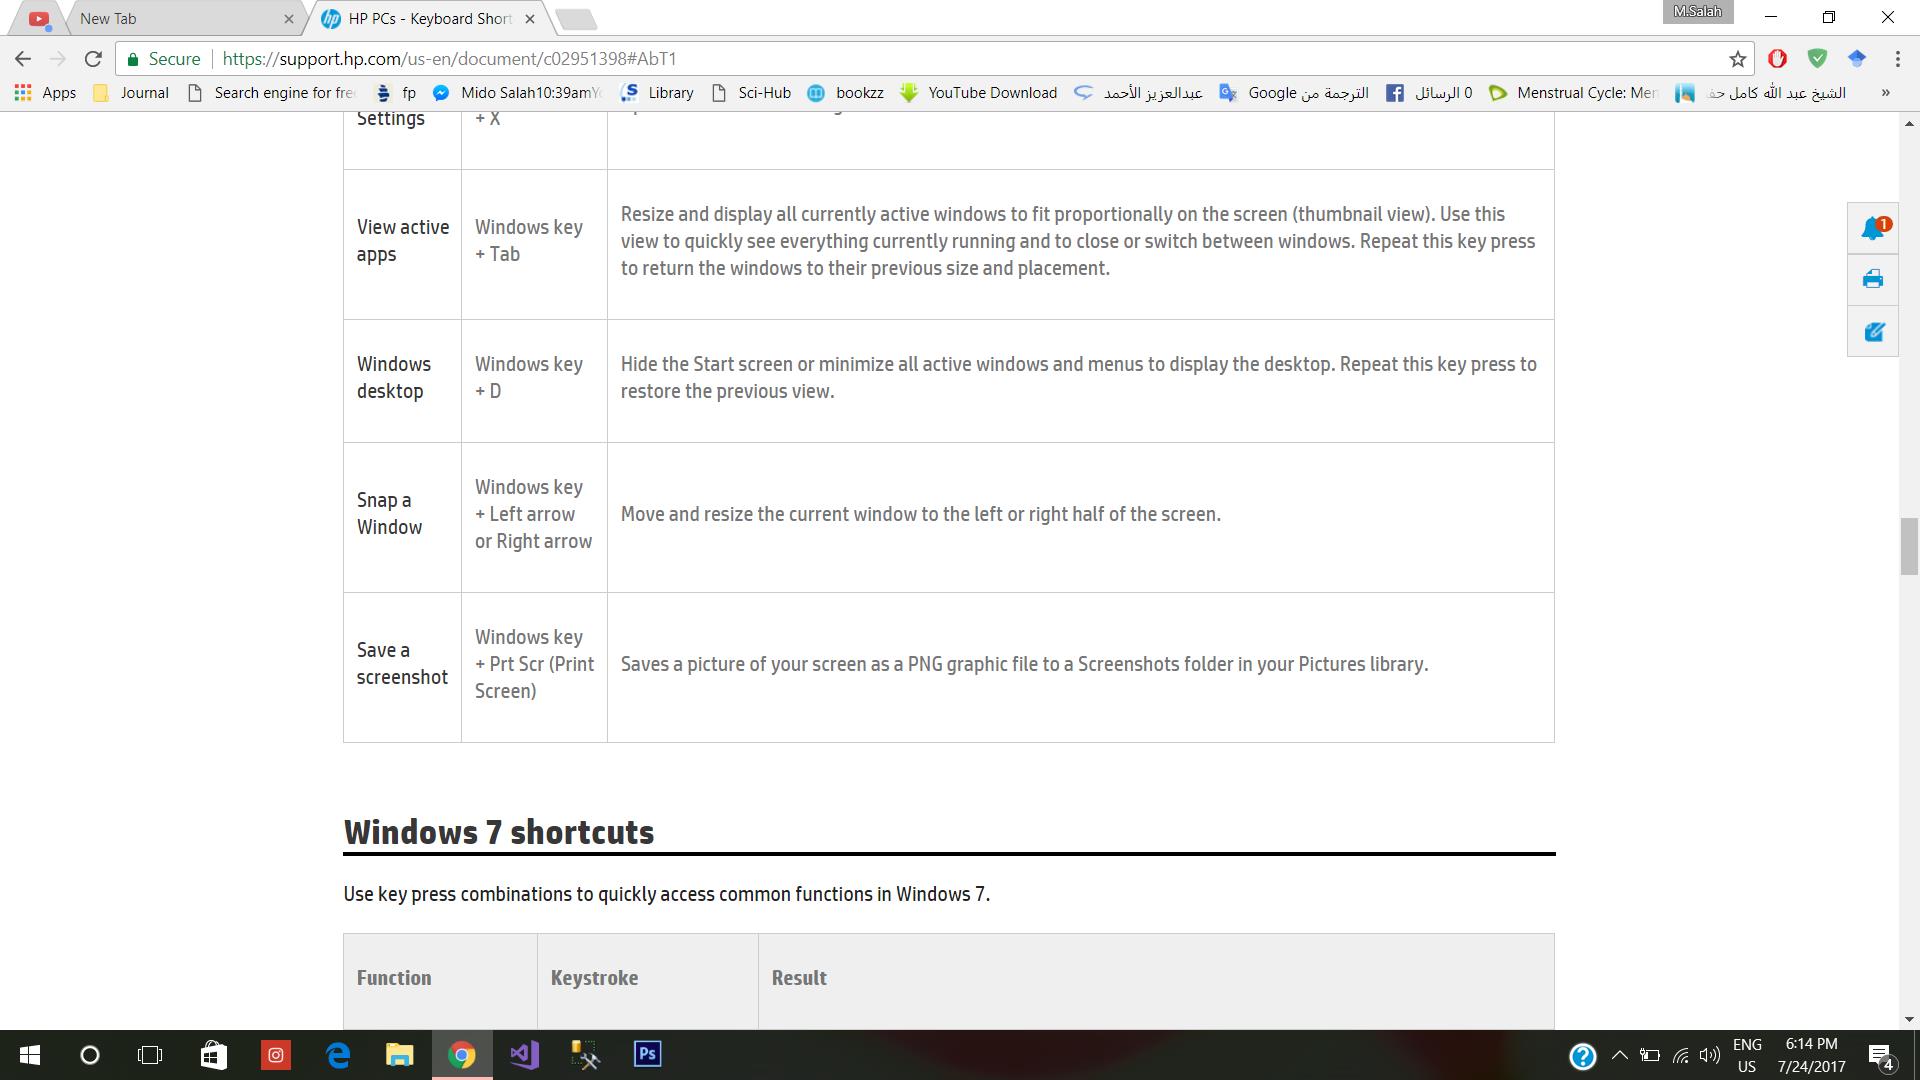 New Tab
HP PCs - Keyboard Short
M.Salah
Secure
https://support.hp.com/us-en/document/c02951398#AbT1
Apps
Journal
Search engine for fre
fp
Mido Salah10:39amYo
Library
Sci-Hub
bookzz
YouTube Download
عبدالعزيز الأحمد
الترجمة من Google
0 الرسائل
Menstrual Cycle: Men
الشيخ عبد الله كامل حف
»
Settings
+ X
View active
apps
Windows key
+ Tab
Resize and display all currently active windows to fit proportionally on the screen (thumbnail view). Use this
view to quickly see everything currently running and to close or switch between windows. Repeat this key press
to return the windows to their previous size and placement.
1
Windows
desktop
Windows key
+ D
Hide the Start screen or minimize all active windows and menus to display the desktop. Repeat this key press to
restore the previous view.
Snap a
Window
Windows key
+ Left arrow
or Right arrow
Move and resize the current window to the left or right half of the screen.
Save a
screenshot
Windows key
+ Prt Scr (Print
Screen)
Saves a picture of your screen as a PNG graphic file to a Screenshots folder in your Pictures library.
Windows 7 shortcuts
Use key press combinations to quickly access common functions in Windows 7.
Function
Keystroke
Result
Ps
?
ENG
US
6:14 PM
7/24/2017
4